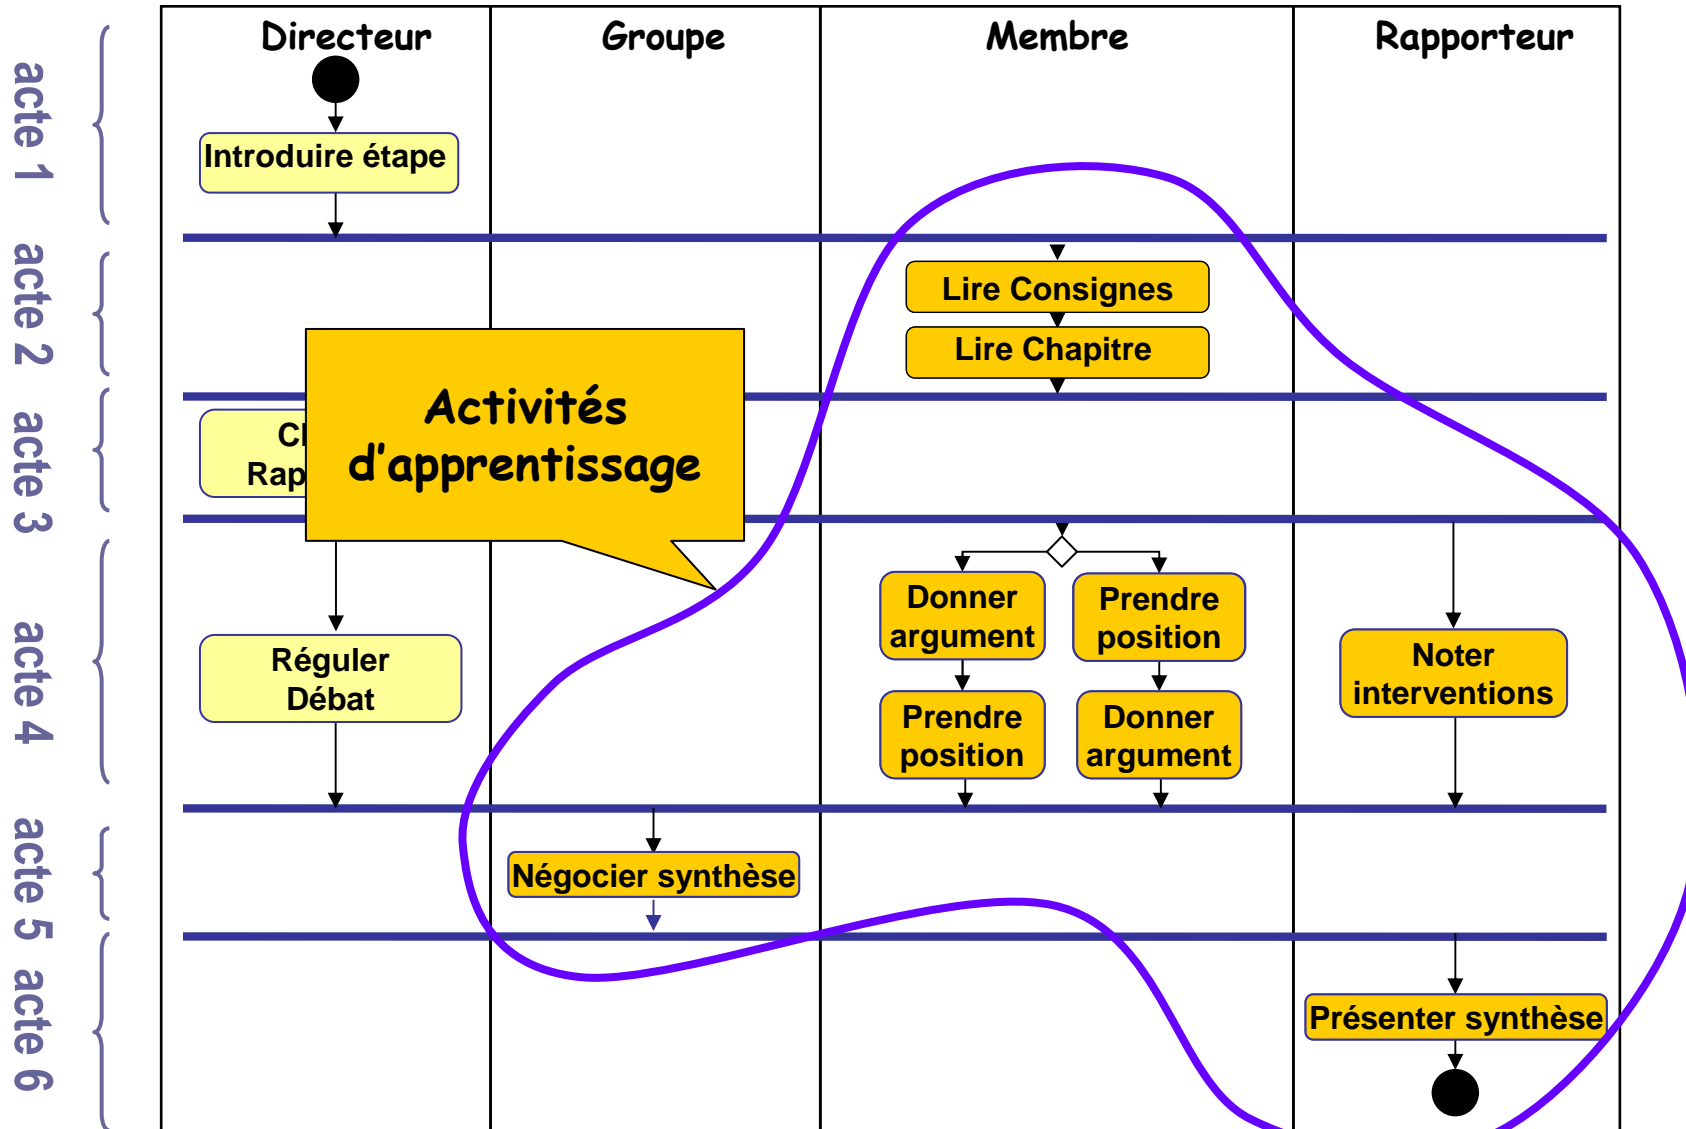 Directeur
Groupe
Membre
Rapporteur
acte 1
Introduire étape
acte 2
Lire Consignes
Lire Chapitre
Activités
d'apprentissage
acte 3
acte 4
Donner
argument
Prendre
position
Réguler
Débat
Noter
interventions
Prendre
position
Donner
argument
acte 5
Négocier synthèse
acte 6
Présenter synthèse